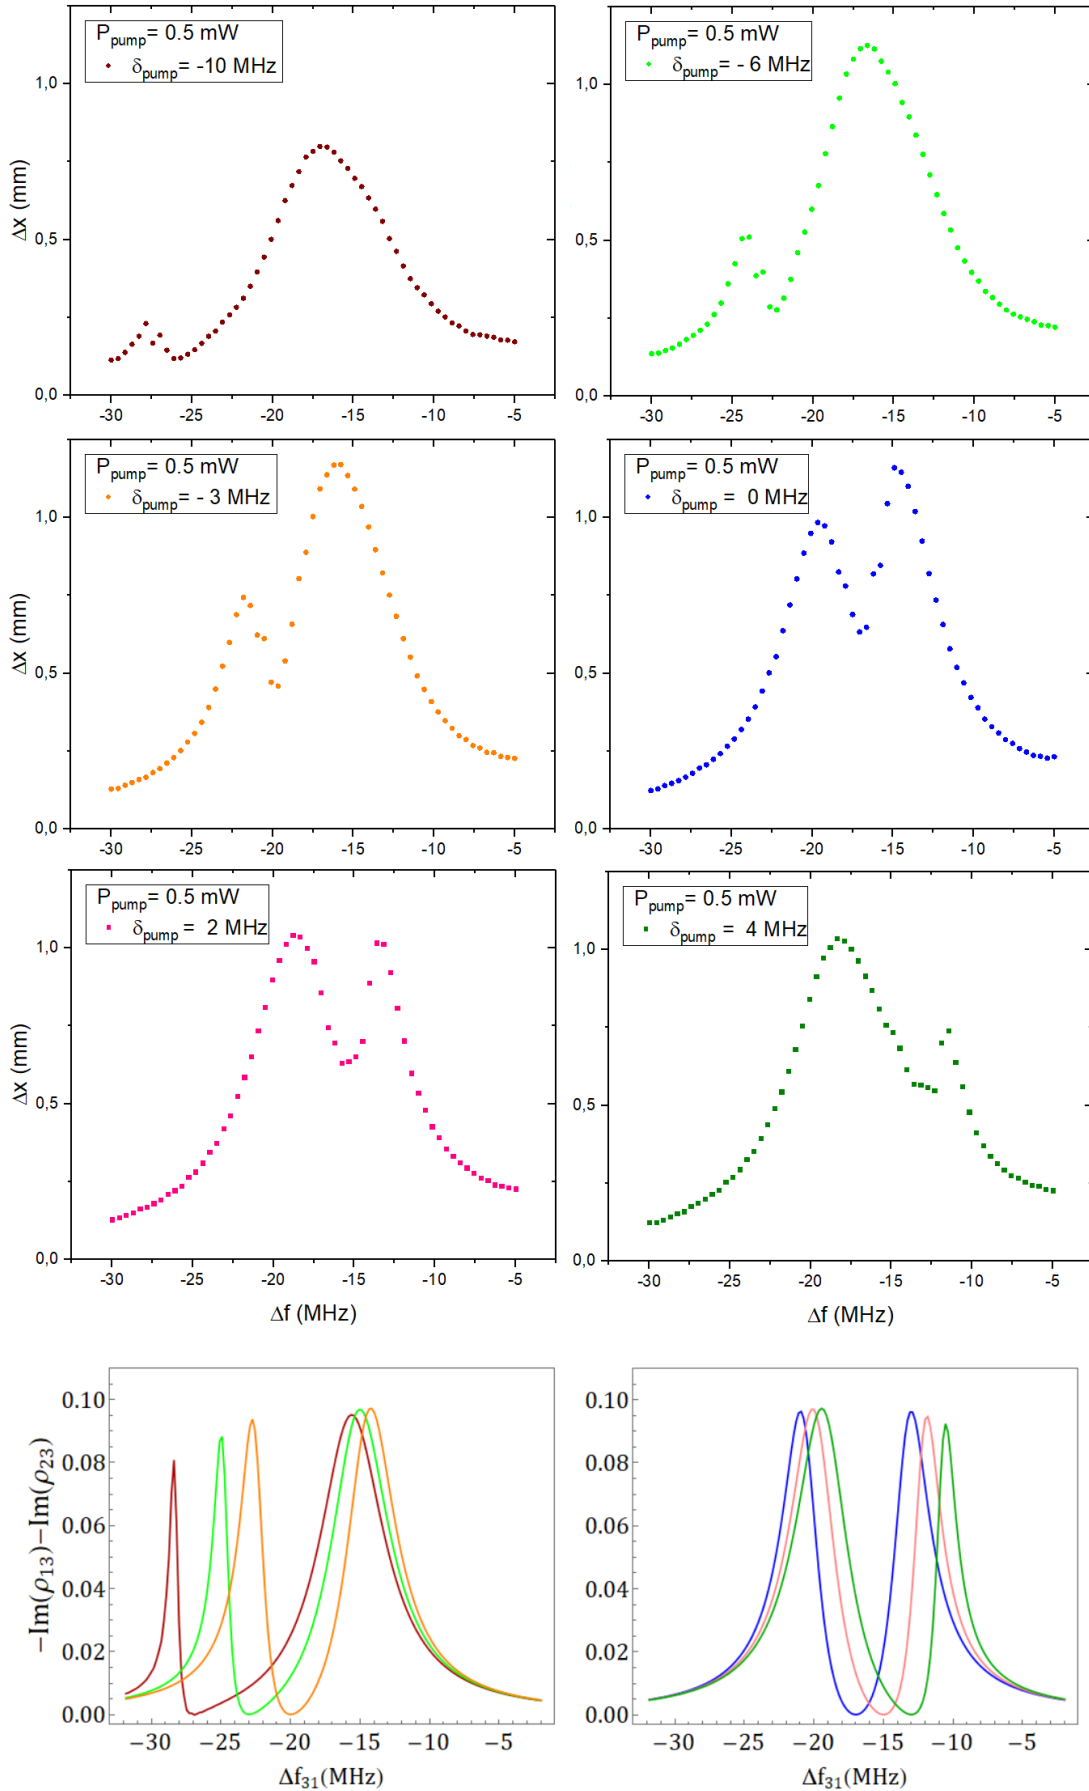 P_pump= 0.5 mW
δ_pump= -10 MHz
P_pump= 0.5 mW
δ_pump= - 6 MHz
1,0
0,5
0,0
Δx (mm)
-30 -25 -20 -15 -10 -5
1,0
0,5
0,0
-30 -25 -20 -15 -10 -5
P_pump= 0.5 mW
δ_pump= - 3 MHz
P_pump= 0.5 mW
δ_pump= 0 MHz
1,0
0,5
0,0
Δx (mm)
-30 -25 -20 -15 -10 -5
1,0
0,5
0,0
-30 -25 -20 -15 -10 -5
P_pump= 0.5 mW
δ_pump= 2 MHz
P_pump= 0.5 mW
δ_pump= 4 MHz
1,0
0,5
0,0
Δx (mm)
-30 -25 -20 -15 -10 -5
Δf (MHz)
1,0
0,5
0,0
-30 -25 -20 -15 -10 -5
Δf (MHz)
0.10
0.08
0.06
0.04
0.02
0.00
−Im(ρ₁₃)−Im(ρ₂₃)
−30 −25 −20 −15 −10 −5
Δf₃₁(MHz)
0.10
0.08
0.06
0.04
0.02
0.00
−30 −25 −20 −15 −10 −5
Δf₃₁(MHz)